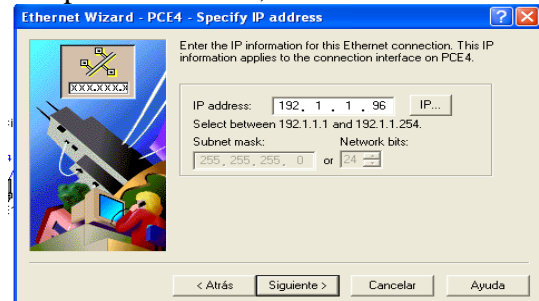 Ethernet Wizard - PCE4 - Specify IP address
Enter the IP information for this Ethernet connection. This IP
information applies to the connection interface on PCE4.
XXX.XXX.X
IP address: 192 . 1 . 1 . 96 IP...
Select between 192.1.1.1 and 192.1.1.254.
Subnet mask: Network bits:
255 . 255 . 255 . 0 or 24
< Atrás Siguiente > Cancelar Ayuda